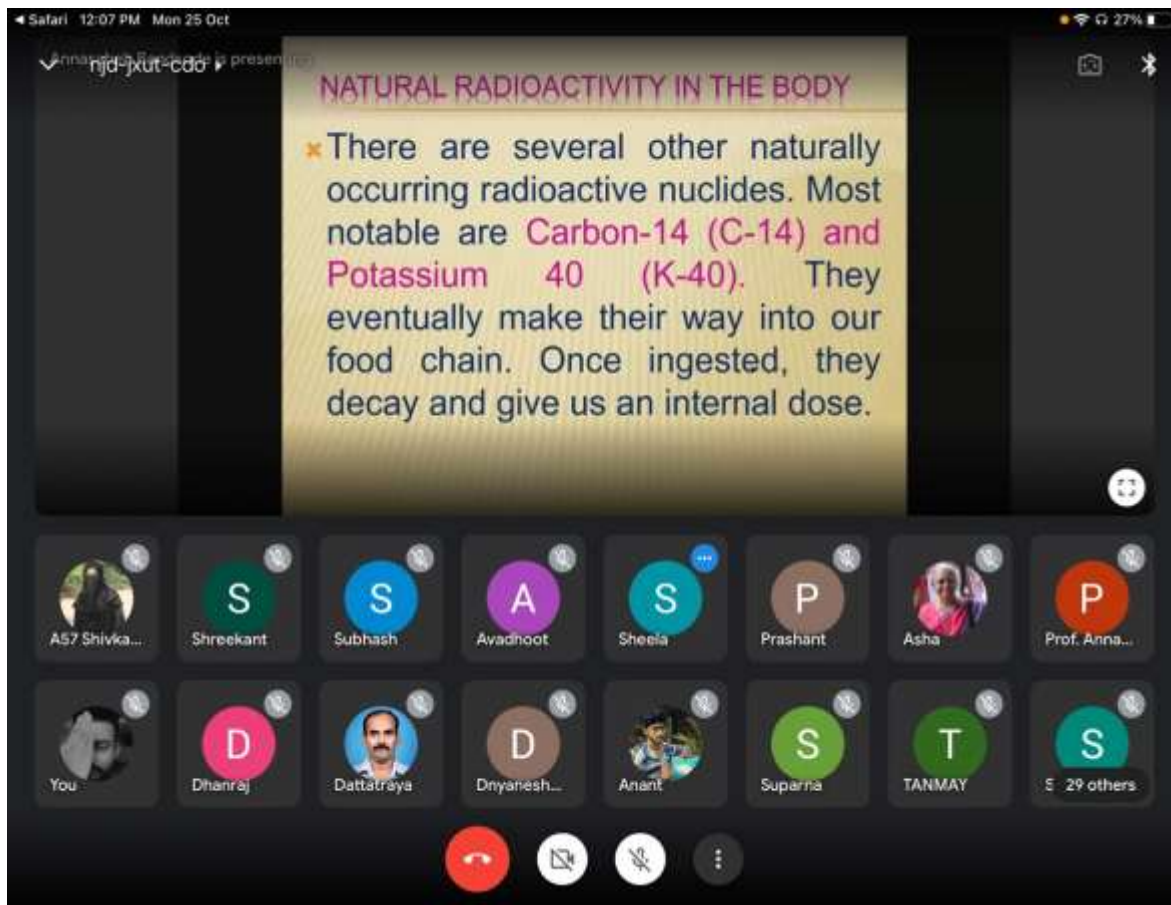 Safari 12:07 PM Mon 25 Oct
27%
is presen
njd-jxut-cdo
NATURAL RADIOACTIVITY IN THE BODY
There are several other naturally
occurring radioactive nuclides. Most
notable are Carbon-14 (C-14) and
Potassium 40 (K-40). They
eventually make their way into our
food chain. Once ingested, they
decay and give us an internal dose.
S S A S P P
A57 Shivka... Shreekant Subhash Avadhoot Sheela Prashant Asha Prof. Anna...
D D S T S
You Dhanraj Dattatraya Dnyanesh... Anant Suparna TANMAY S 29 others